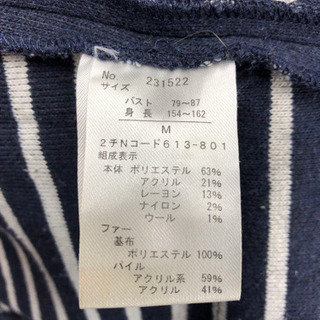 No. 231522
サイズ
バスト 79～87
身長 154～162
M
2チNコード613-801
組成表示
本体 ポリエステル 63%
アクリル 21%
レーヨン 13%
ナイロン 2%
ウール 1%
ファー
基布
ポリエステル 100%
パイル
アクリル系 59%
アクリル 41%